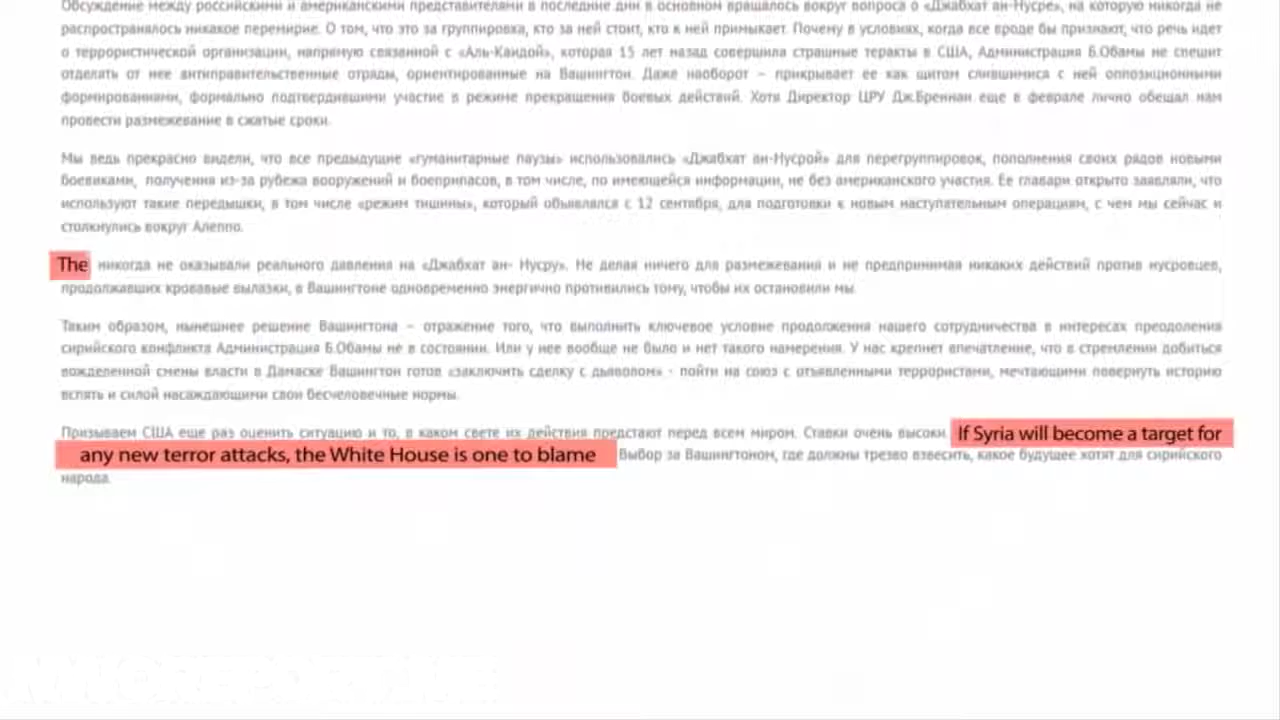 Обсуждение между российскими и американскими представителями в последние дни в основном вращалось вокруг вопроса о «Джабхат ан-Нусре», на которую никогда не
распространялось никакое перемирие. О том, что это за группировка, кто за ней стоит, кто к ней примыкает. Почему в условиях, когда все вроде бы признают, что речь идет
о террористической организации, напрямую связанной с «Аль-Каидой», которая 15 лет назад совершила страшные теракты в США, Администрация Б.Обамы не спешит
отделять от нее антиправительственные отряды, ориентированные на Вашингтон. Даже наоборот – прикрывает ее как щитом слившимися с ней оппозиционными
формированиями, формально подтвердившими участие в режиме прекращения боевых действий. Хотя Директор ЦРУ Дж.Бреннан еще в феврале лично обещал нам
провести размежевание в сжатые сроки.
Мы ведь прекрасно видели, что все предыдущие «гуманитарные паузы» использовались «Джабхат ан-Нусрой» для перегруппировок, пополнения своих рядов новыми
боевиками, получения из-за рубежа вооружений и боеприпасов, в том числе, по имеющейся информации, не без американского участия. Ее главари открыто заявляли, что
используют такие передышки, в том числе «режим тишины», который объявлялся с 12 сентября, для подготовки к новым наступательным операциям, с чем мы сейчас и
столкнулись вокруг Алеппо.
The никогда не оказывали реального давления на «Джабхат ан- Нусру». Не делая ничего для размежевания и не предпринимая никаких действий против нусровцев,
продолжавших кровавые вылазки, в Вашингтоне одновременно энергично противились тому, чтобы их остановили мы.
Таким образом, нынешнее решение Вашингтона – отражение того, что выполнить ключевое условие продолжения нашего сотрудничества в интересах преодоления
сирийского конфликта Администрация Б.Обамы не в состоянии. Или у нее вообще не было и нет такого намерения. У нас крепнет впечатление, что в стремлении добиться
вожделенной смены власти в Дамаске Вашингтон готов «заключить сделку с дьяволом» - пойти на союз с отъявленными террористами, мечтающими повернуть историю
вспять и силой насаждающими свои бесчеловечные нормы.
Призываем США еще раз оценить ситуацию и то, в каком свете их действия предстают перед всем миром. Ставки очень высоки. If Syria will become a target for
any new terror attacks, the White House is one to blame Выбор за Вашингтоном, где должны трезво взвесить, какое будущее хотят для сирийского
народа.